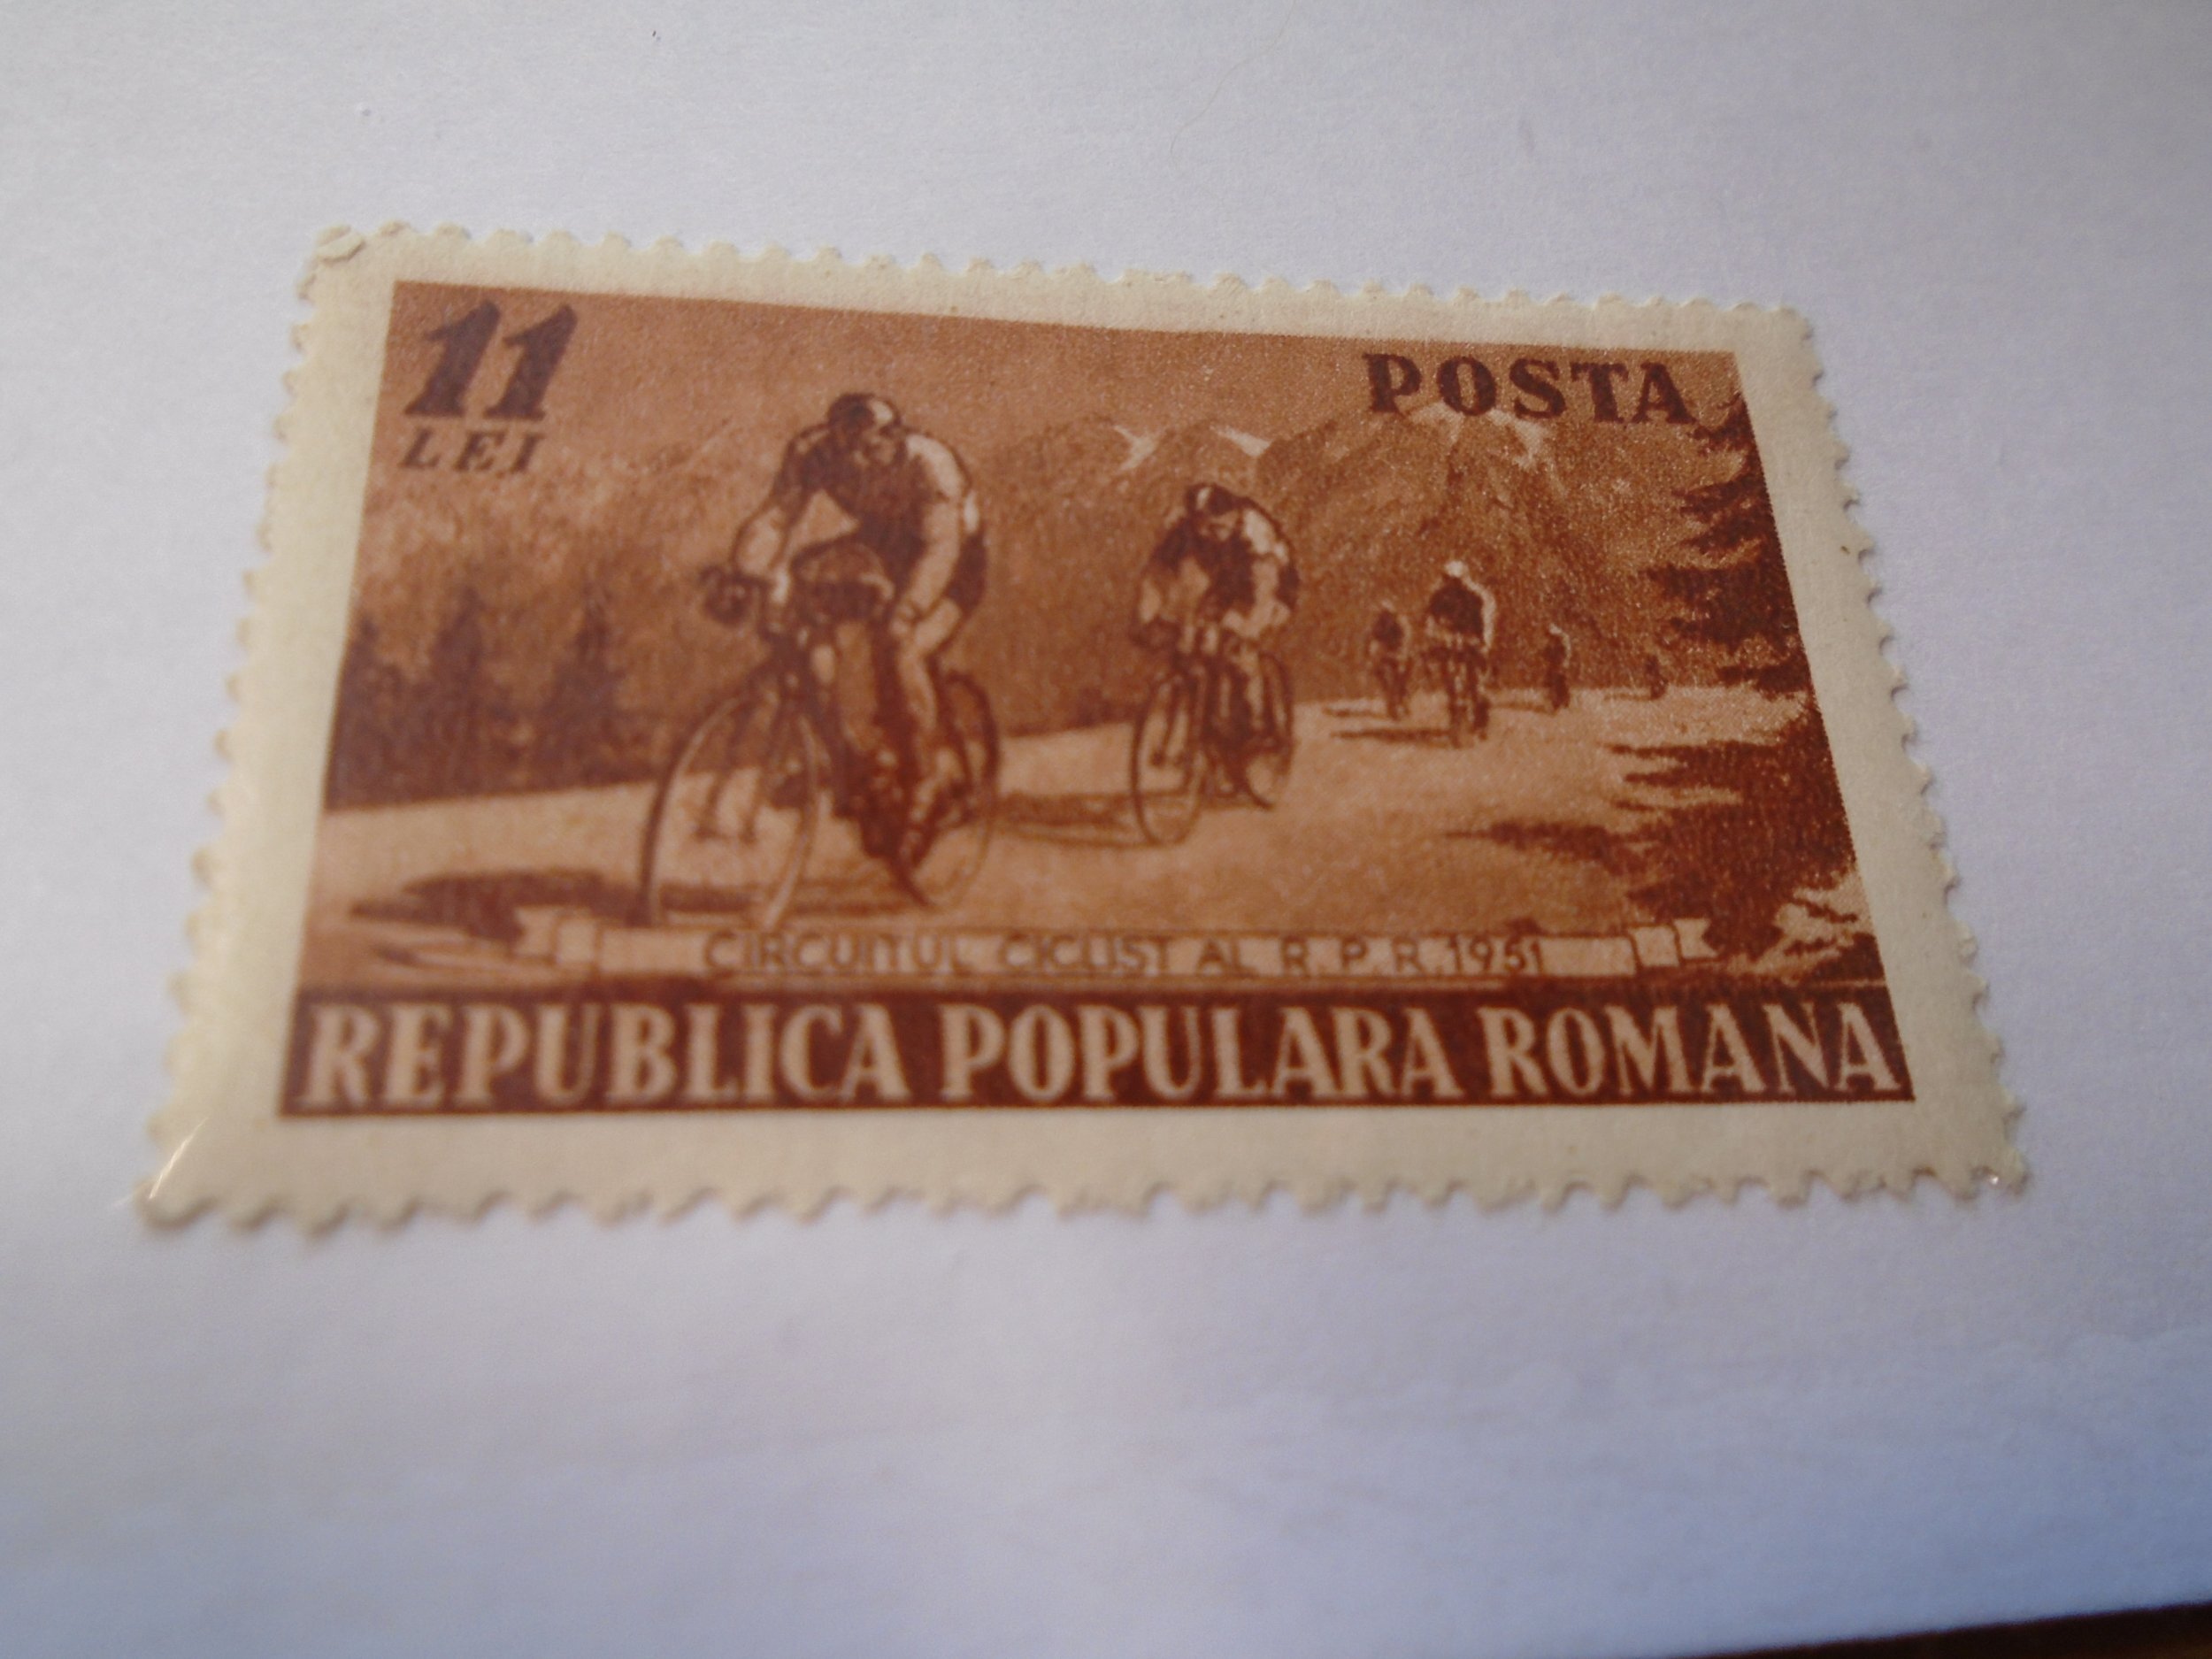 11
LEI
POSTA
CIRCUITUL CICLIST AL R.P.R.1951
REPUBLICA POPULARA ROMANA